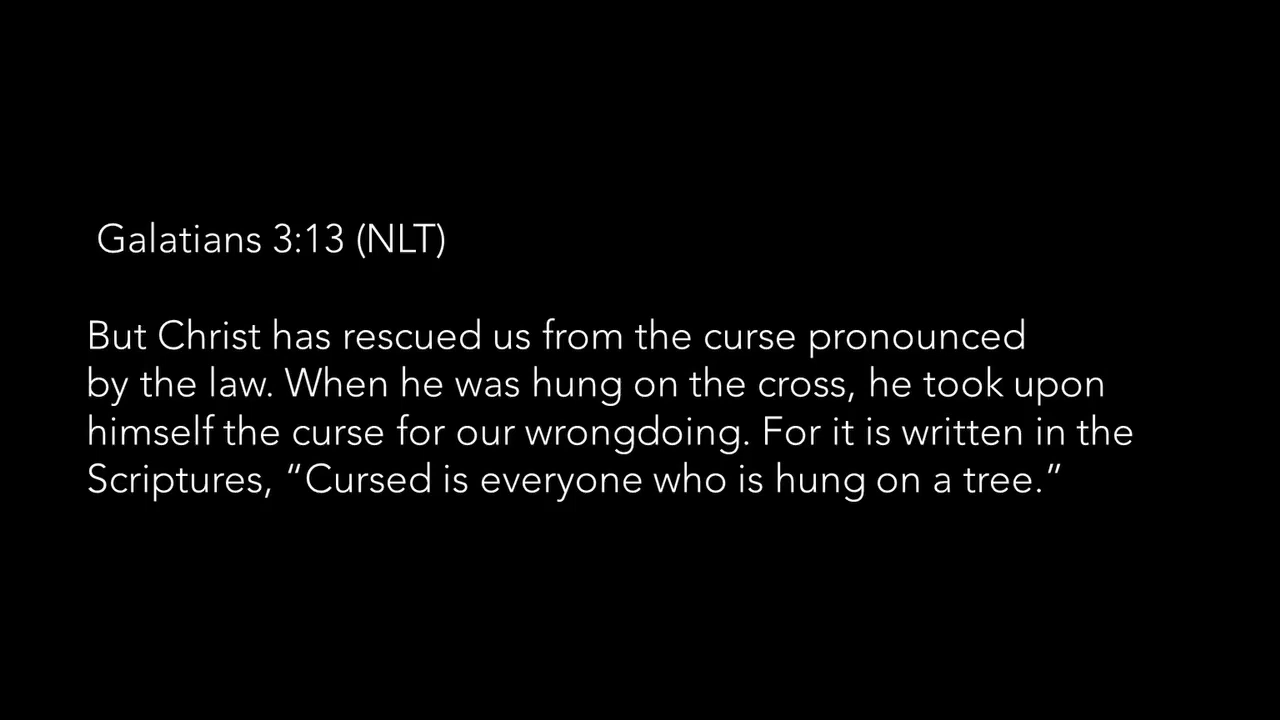 Galatians 3:13 (NLT)
But Christ has rescued us from the curse pronounced
by the law. When he was hung on the cross, he took upon
himself the curse for our wrongdoing. For it is written in the
Scriptures, “Cursed is everyone who is hung on a tree.”